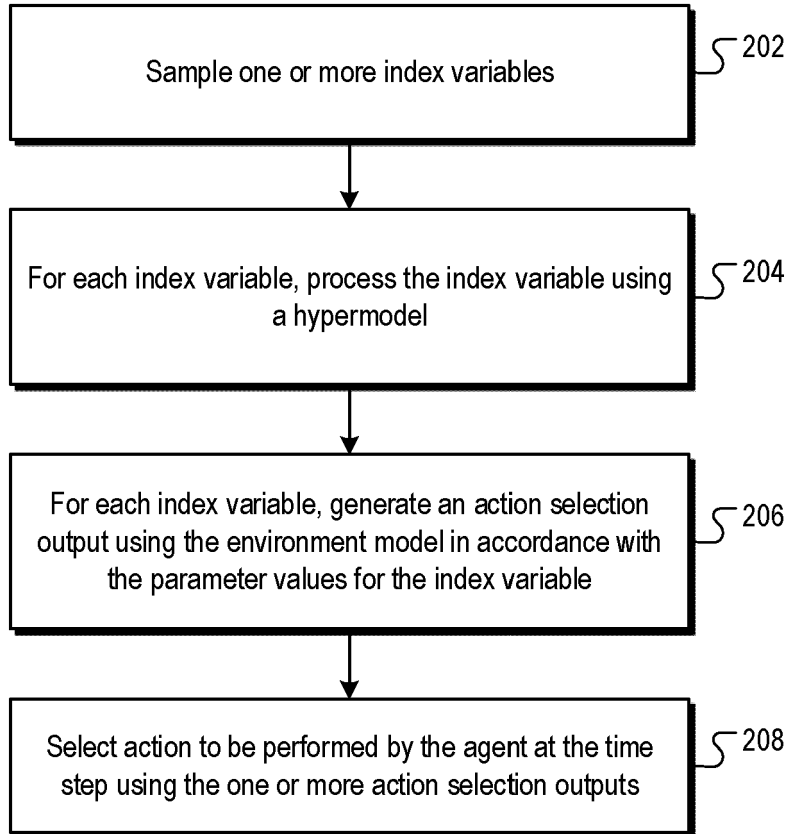 Sample one or more index variables
202
For each index variable, process the index variable using
a hypermodel
204
For each index variable, generate an action selection
output using the environment model in accordance with
the parameter values for the index variable
206
Select action to be performed by the agent at the time
step using the one or more action selection outputs
208